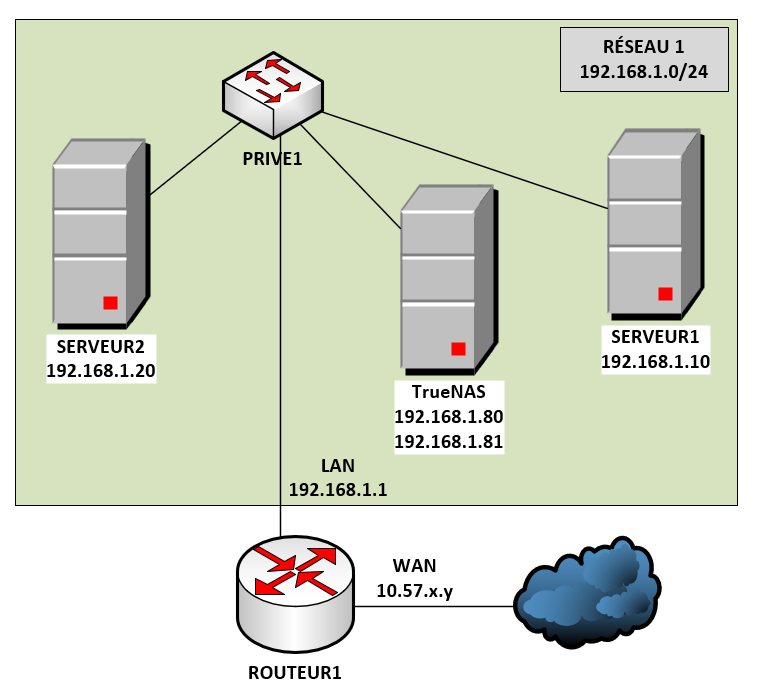 RÉSEAU 1
192.168.1.0/24
PRIVE1
SERVEUR2
192.168.1.20
TrueNAS
192.168.1.80
192.168.1.81
SERVEUR1
192.168.1.10
LAN
192.168.1.1
WAN
10.57.x.y
ROUTEUR1